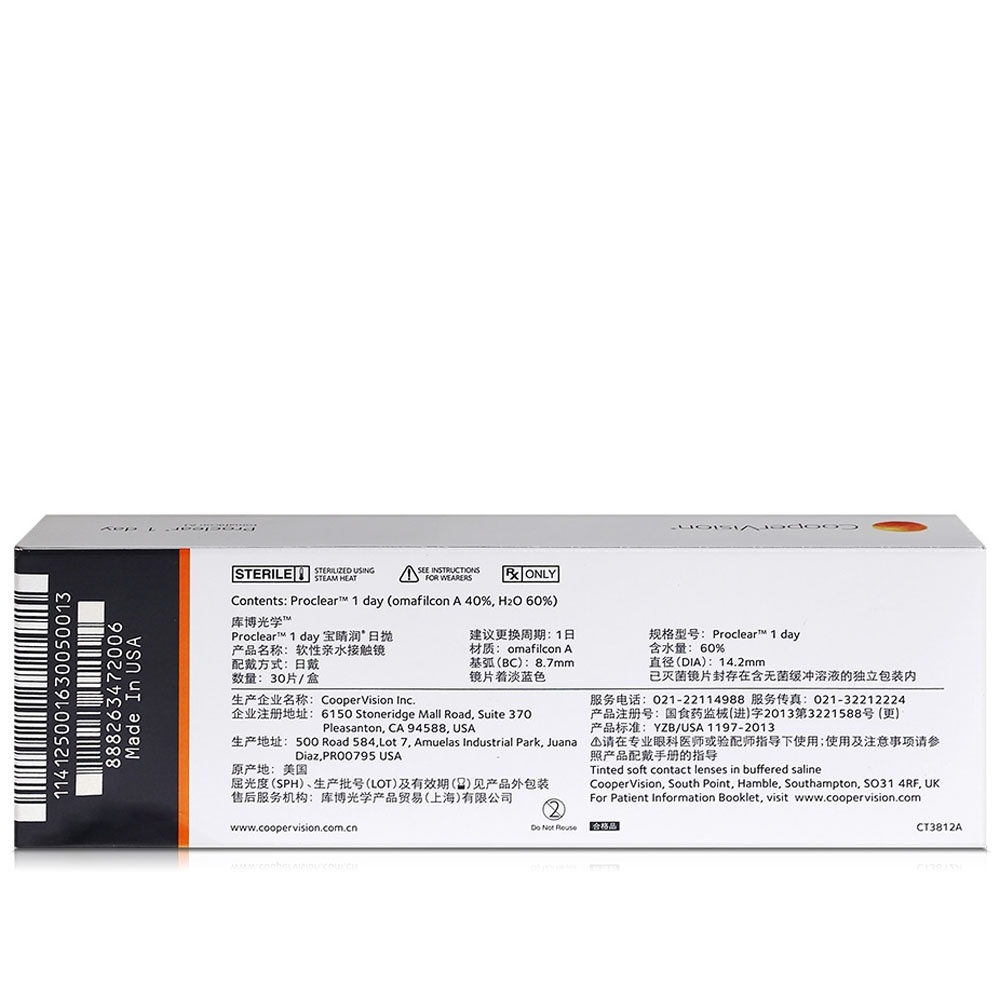 Proclear 1 day
CooperVision
STERILE STERILIZED USING STEAM HEAT
SEE INSTRUCTIONS FOR WEARERS
Rx ONLY
Contents: Proclear™ 1 day (omafilcon A 40%, H₂O 60%)
库博光学™
Proclear™ 1 day 宝睛润®日抛
产品名称：软性亲水接触镜
配戴方式：日戴
数量：30片/盒
建议更换周期：1日
材质：omafilcon A
基弧(BC)：8.7mm
镜片着淡蓝色
规格型号：Proclear™ 1 day
含水量：60%
直径(DIA)：14.2mm
已灭菌镜片封存在含无菌缓冲溶液的独立包装内
生产企业名称：CooperVision Inc.
企业注册地址：6150 Stoneridge Mall Road, Suite 370
Pleasanton, CA 94588, USA
生产地址：500 Road 584,Lot 7, Amuelas Industrial Park, Juana
Diaz,PR00795 USA
原产地：美国
屈光度(SPH)、生产批号(LOT)及有效期(⌛)见产品外包装
售后服务机构：库博光学产品贸易(上海)有限公司
www.coopervision.com.cn
Do Not Reuse
服务电话：021-22114988 服务传真：021-32212224
产品注册号：国食药监械(进)字2013第3221588号 (更)
产品标准：YZB/USA 1197-2013
⚠请在专业眼科医师或验配师指导下使用;使用及注意事项请参
照产品配戴手册的指导
Tinted soft contact lenses in buffered saline
CooperVision, South Point, Hamble, Southampton, SO31 4RF, UK
For Patient Information Booklet, visit www.coopervision.com
合格品
CT3812A
11412500163005001​3
888263472006
Made In USA